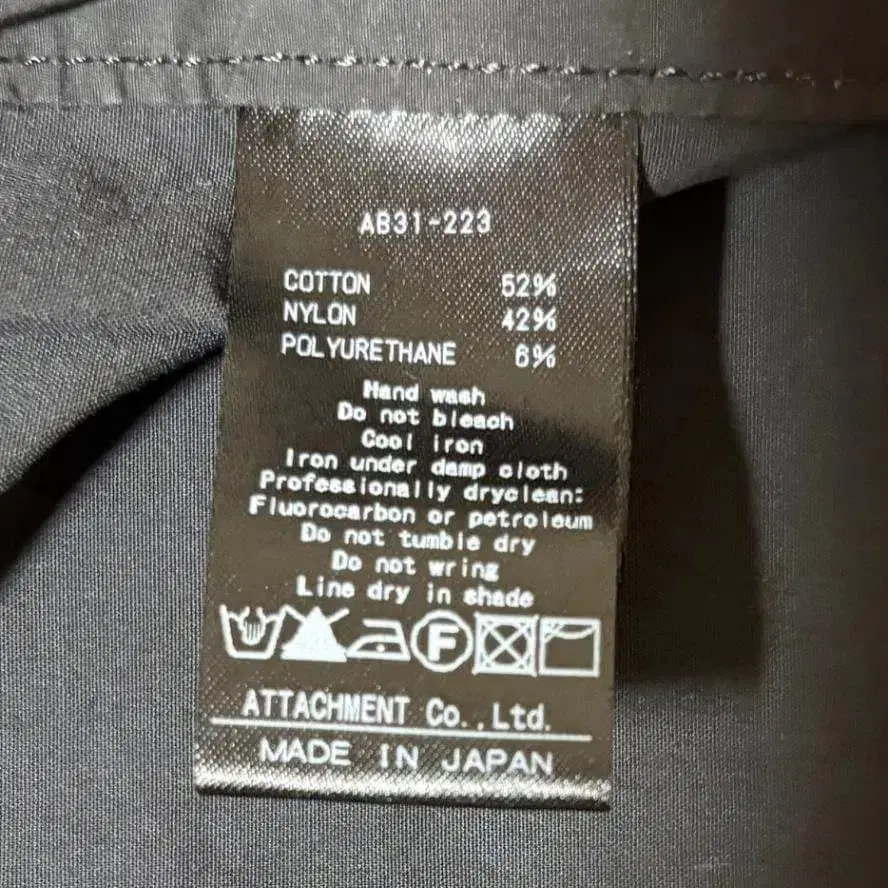 AB31-223
COTTON 52%
NYLON 42%
POLYURETHANE 6%
Hand wash
Do not bleach
Cool iron
Iron under damp cloth
Professionally dryclean:
Fluorocarbon or petroleum
Do not tumble dry
Do not wring
Line dry in shade
F
ATTACHMENT Co.,Ltd.
MADE IN JAPAN